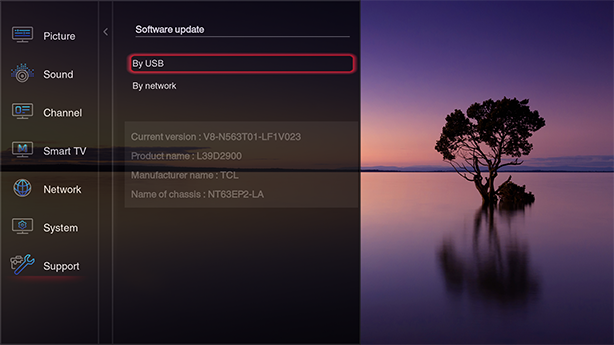 Picture
Sound
Channel
Smart TV
Network
System
Support
Software update
By USB
By network
Current version : V8-N563T01-LF1V023
Product name : L39D2900
Manufacturer name : TCL
Name of chassis : NT63EP2-LA